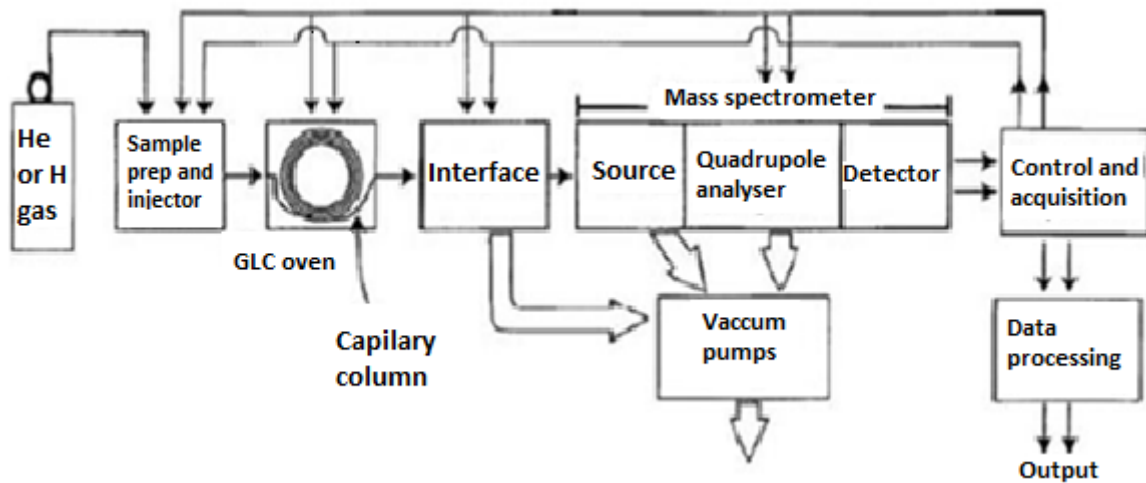 He
or H
gas
Sample
prep and
injector
GLC oven
Capilary
column
Interface
Mass spectrometer
Source
Quadrupole
analyser
Detector
Vaccum
pumps
Control and
acquisition
Data
processing
Output